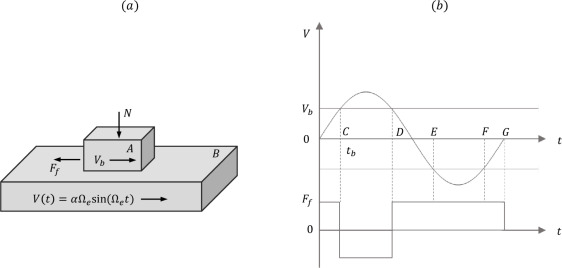 (a)
N
A
B
F_f
V_b
V(t) = αΩ_e sin(Ω_e t)
(b)
V
V_b
0 C D E F G t
t_b
F_f
0 t